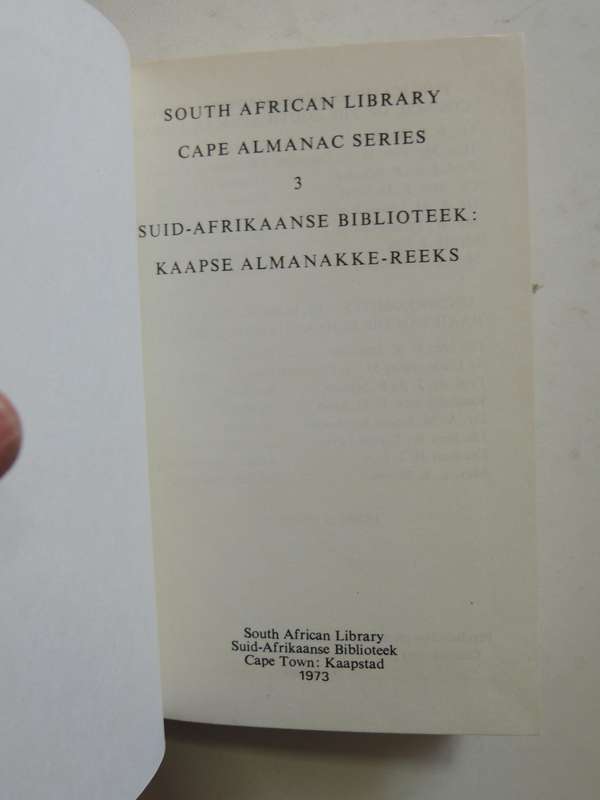 SOUTH AFRICAN LIBRARY
CAPE ALMANAC SERIES
3
SUID-AFRIKAANSE BIBLIOTEEK:
KAAPSE ALMANAKKE-REEKS
South African Library
Suid-Afrikaanse Biblioteek
Cape Town: Kaapstad
1973